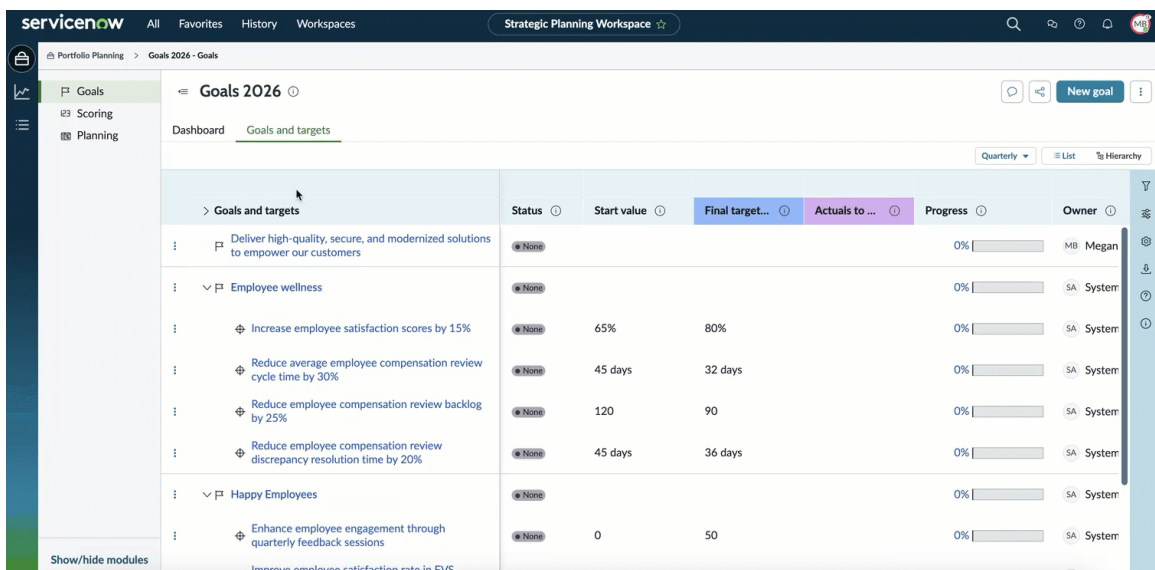 servicenow All Favorites History Workspaces Strategic Planning Workspace MB
Portfolio Planning > Goals 2026 - Goals
Goals
Scoring
Planning
Goals 2026 New goal
Dashboard Goals and targets
Quarterly List Hierarchy
Goals and targets Status Start value Final target... Actuals to ... Progress Owner
Deliver high-quality, secure, and modernized solutions
to empower our customers
None 0% MB Megan
Employee wellness None 0% SA System
Increase employee satisfaction scores by 15% None 65% 80% 0% SA System
Reduce average employee compensation review
cycle time by 30%
None 45 days 32 days 0% SA System
Reduce employee compensation review backlog
by 25%
None 120 90 0% SA System
Reduce employee compensation review
discrepancy resolution time by 20%
None 45 days 36 days 0% SA System
Happy Employees None 0% SA System
Enhance employee engagement through
quarterly feedback sessions
None 0 50 0% SA System
Improve employee satisfaction rate in EVS
Show/hide modules